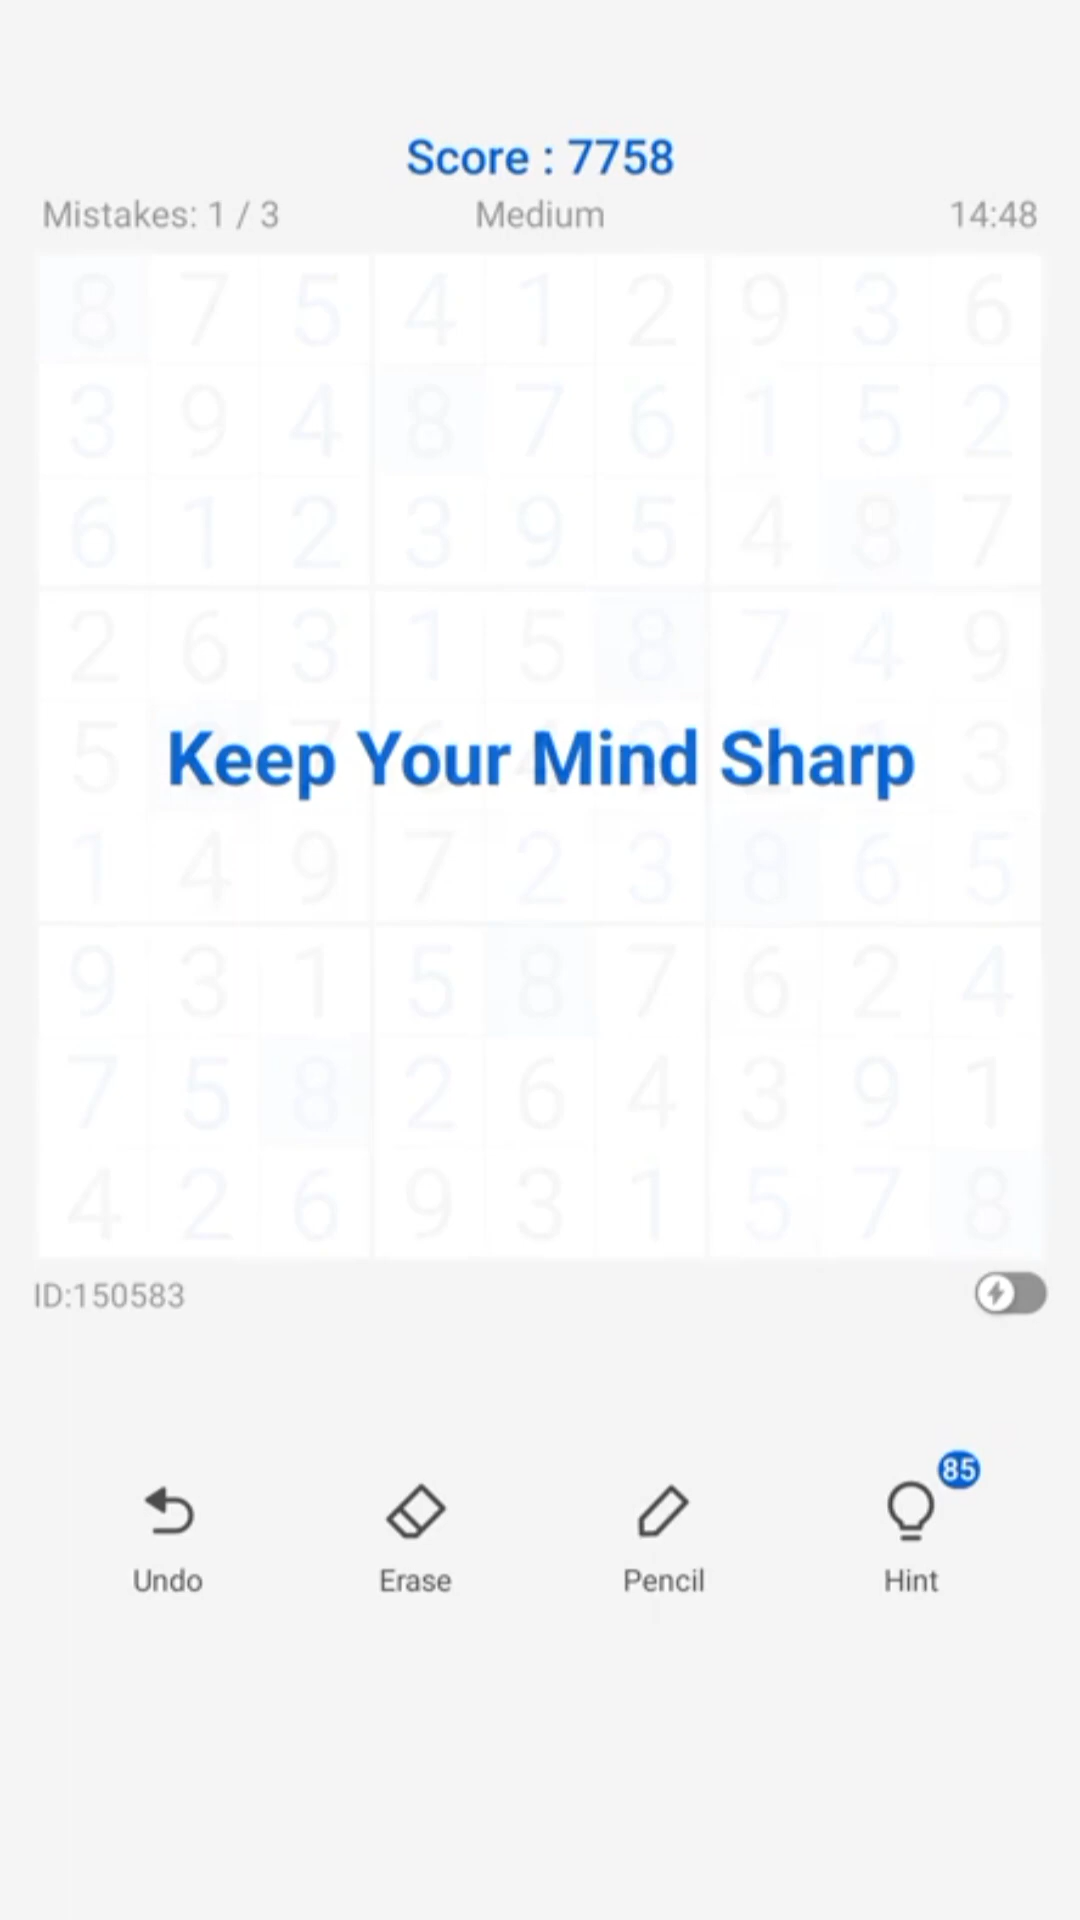 Score : 7758
Mistakes: 1 / 3 Medium 14:48
8 7 5 4 1 2 9 3 6
3 9 4 8 7 6 1 5 2
6 1 2 3 9 5 4 8 7
2 6 3 1 5 8 7 4 9
5 3
Keep Your Mind Sharp
1 4 9 7 2 3 8 6 5
9 3 1 5 8 7 6 2 4
7 5 8 2 6 4 3 9 1
4 2 6 9 3 1 5 7 8
ID:150583
85
Undo Erase Pencil Hint